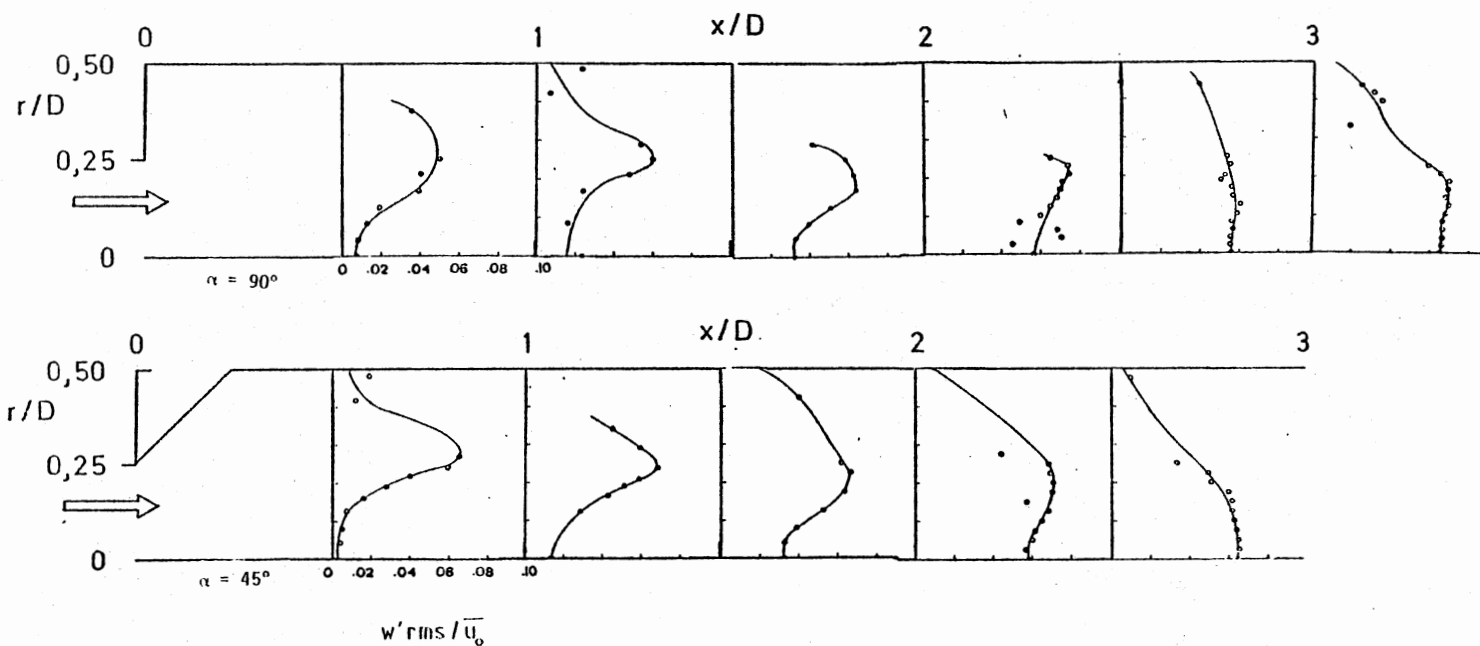 0 1 x/D 2 3
0,50
r/D
0,25
0
α = 90°
0 .02 .04 06 .08 .10
0 1 x/D 2 3
0,50
r/D
0,25
0
α = 45°
0 .02 .04 06 .08 .10
w'rms/u̅₀